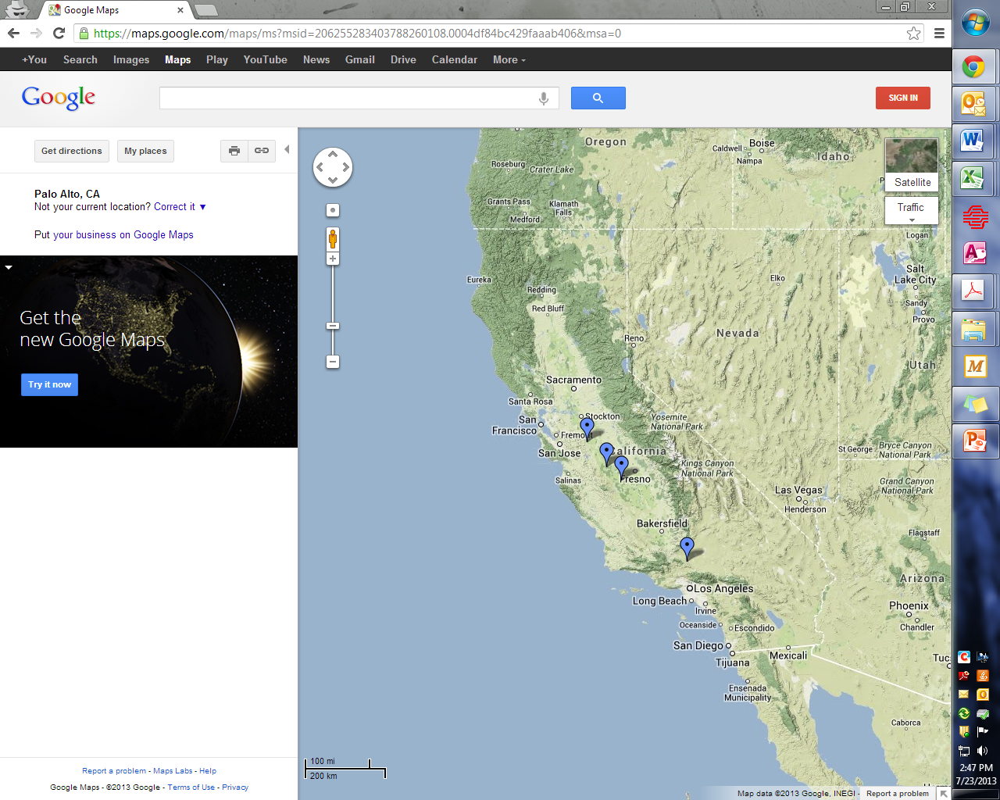 Google Maps
https://maps.google.com/maps/ms?msid=206255283403788260108.0004df84bc429faaab406&msa=0
+You Search Images Maps Play YouTube News Gmail Drive Calendar More
Google
SIGN IN
Get directions My places
Palo Alto, CA
Not your current location? Correct it ▼
Put your business on Google Maps
Get the
new Google Maps
Try it now
Report a problem - Maps Labs - Help
Google Maps - ©2013 Google - Terms of Use - Privacy
Satellite
Traffic
Oregon
Roseburg
Crater Lake
Grants Pass
Klamath
Falls
Medford
Caldwell
Boise
Nampa
Idaho
Logan
Eureka
Redding
Red Bluff
Elko
Salt
Lake City
Sandy
Provo
Reno
Nevada
Utah
Sacramento
Santa Rosa
Stockton
San
Francisco
Fremont
San Jose
Yosemite
National Park
California
Salinas
Fresno
Kings Canyon
National Park
St George
Bryce Canyon
National Park
Grand Canyon
National Park
Las Vegas
Henderson
Bakersfield
Flagstaff
Los Angeles
Long Beach
Irvine
Oceanside
Escondido
San Diego
Tijuana
Mexicali
Arizona
Phoenix
Chandler
Tuc
Ensenada
Municipality
Caborca
100 mi
200 km
Map data ©2013 Google, INEGI - Report a problem
2:47 PM
7/23/2013